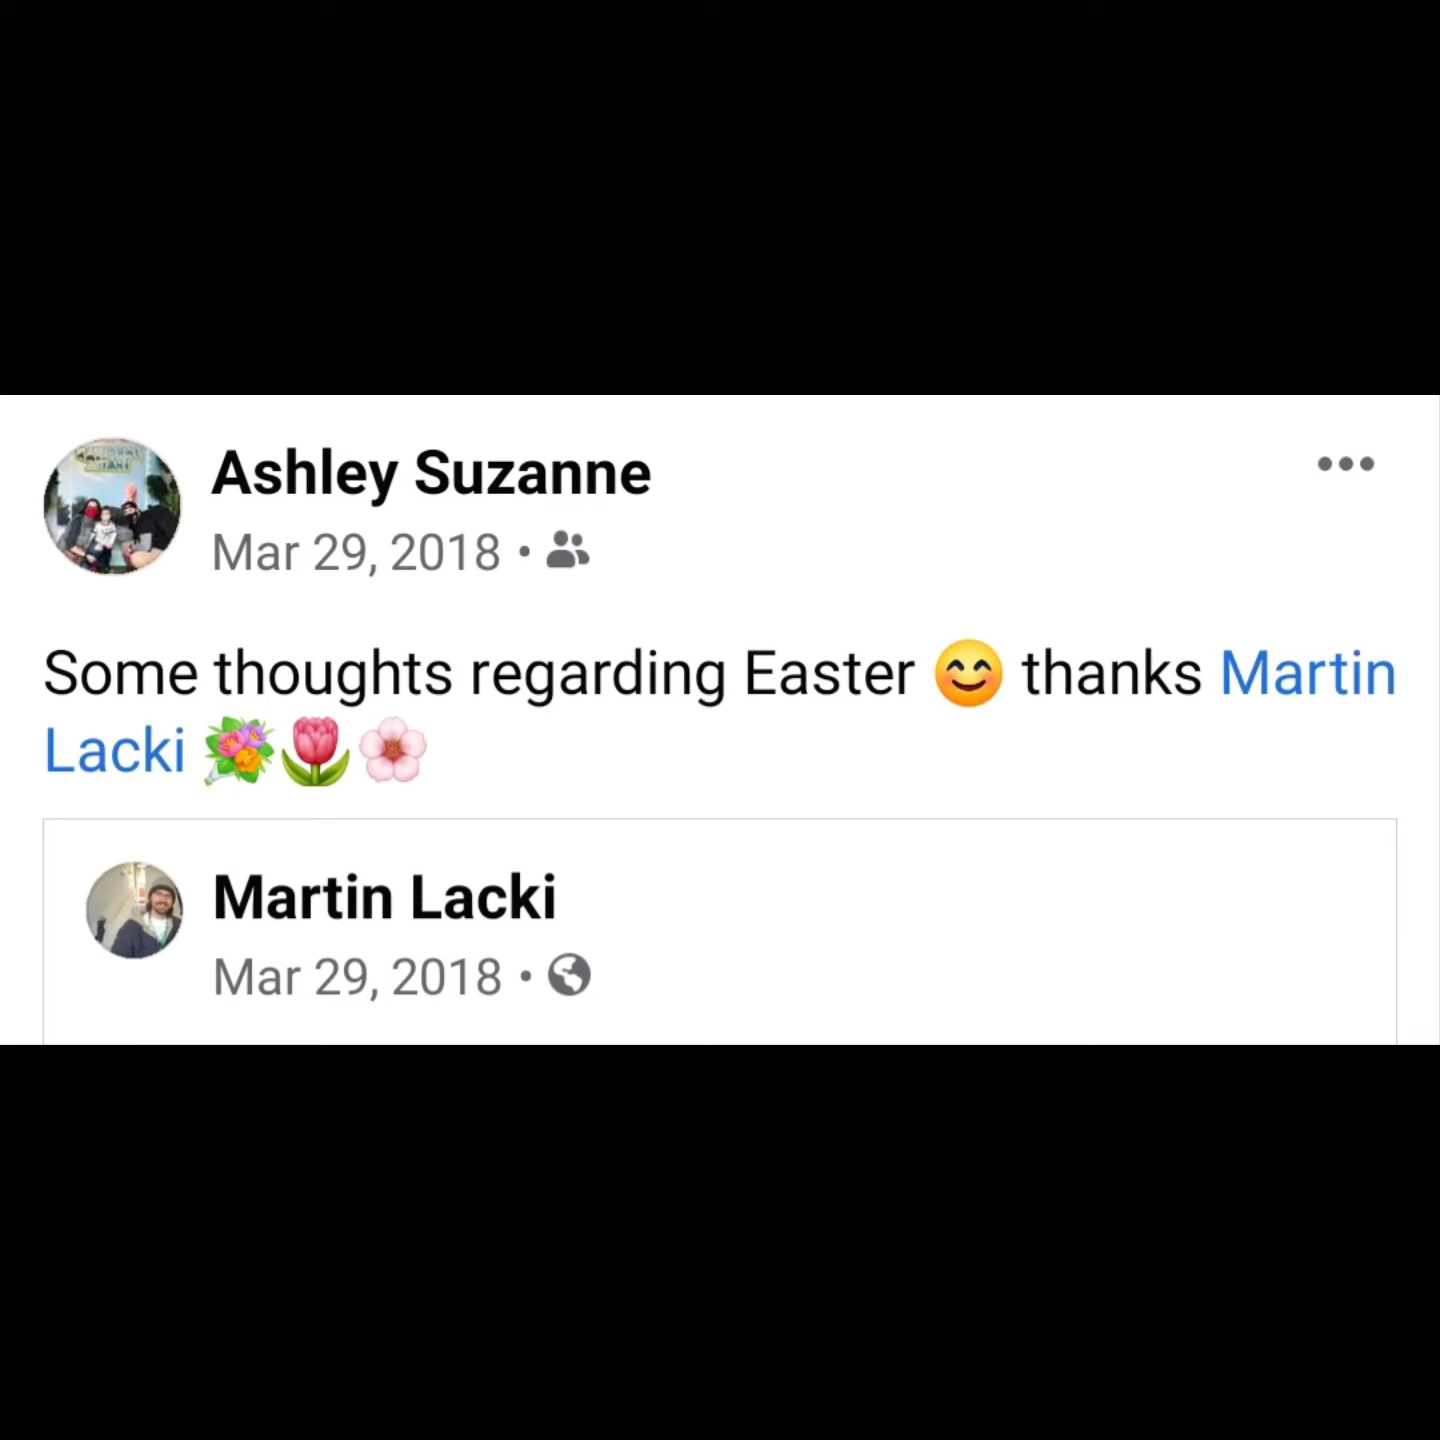 Ashley Suzanne
Mar 29, 2018 •
Some thoughts regarding Easter 😊 thanks Martin
Lacki 💐🌷🌸
Martin Lacki
Mar 29, 2018 •